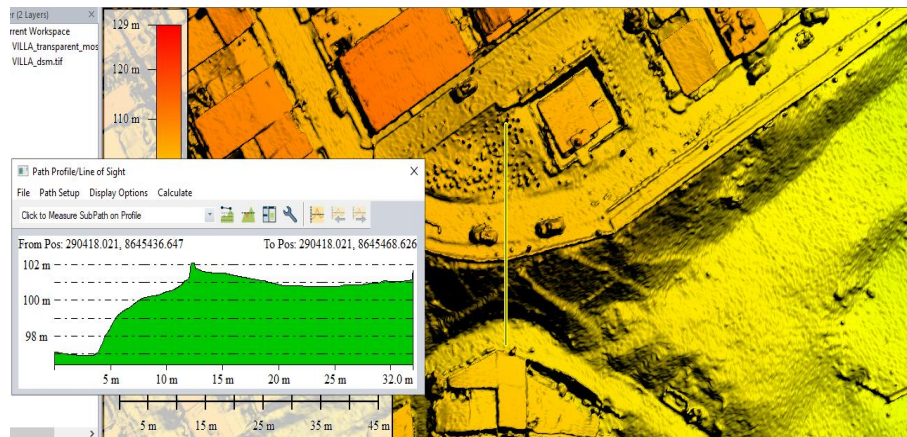 er (2 Layers) X
rrent Workspace
VILLA_transparent_mos
VILLA_dsm.tif
129 m
120 m
110 m
Path Profile/Line of Sight X
File Path Setup Display Options Calculate
Click to Measure SubPath on Profile
From Pos: 290418.021, 8645436.647 To Pos: 290418.021, 8645468.626
102 m
100 m
98 m
5 m 10 m 15 m 20 m 25 m 32.0 m
5 m 15 m 25 m 35 m 45 m